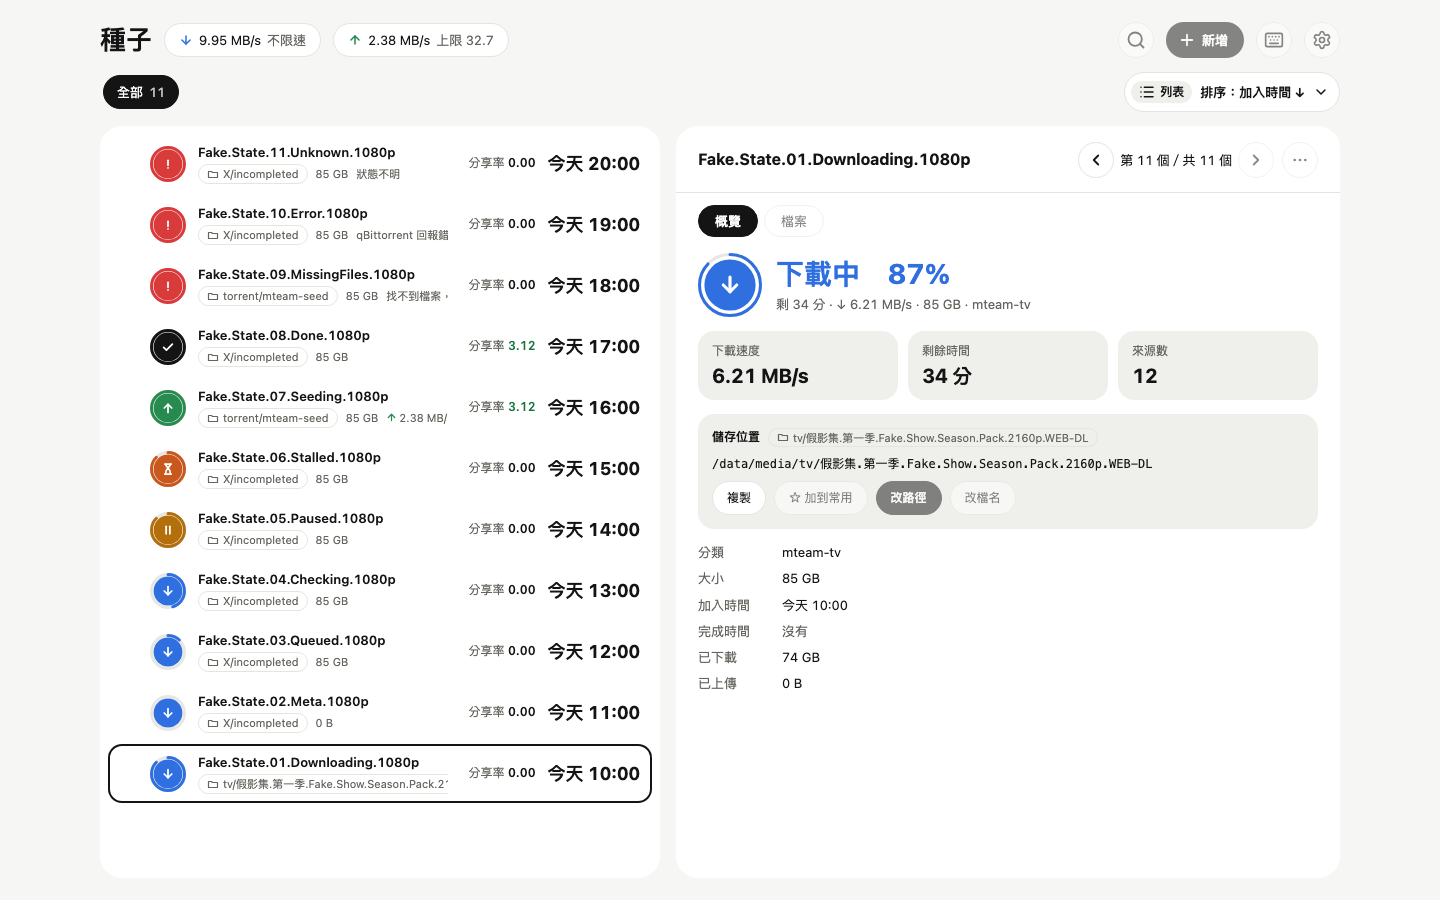 種子
9.95 MB/s 不限速
2.38 MB/s 上限 32.7
新增
全部 11
列表
排序：加入時間
Fake.State.11.Unknown.1080p
X/incompleted 85 GB 狀態不明
分享率 0.00 今天 20:00
Fake.State.10.Error.1080p
X/incompleted 85 GB qBittorrent 回報錯
分享率 0.00 今天 19:00
Fake.State.09.MissingFiles.1080p
torrent/mteam-seed 85 GB 找不到檔案，
分享率 0.00 今天 18:00
Fake.State.08.Done.1080p
X/incompleted 85 GB
分享率 3.12 今天 17:00
Fake.State.07.Seeding.1080p
torrent/mteam-seed 85 GB 2.38 MB/
分享率 3.12 今天 16:00
Fake.State.06.Stalled.1080p
X/incompleted 85 GB
分享率 0.00 今天 15:00
Fake.State.05.Paused.1080p
X/incompleted 85 GB
分享率 0.00 今天 14:00
Fake.State.04.Checking.1080p
X/incompleted 85 GB
分享率 0.00 今天 13:00
Fake.State.03.Queued.1080p
X/incompleted 85 GB
分享率 0.00 今天 12:00
Fake.State.02.Meta.1080p
X/incompleted 0 B
分享率 0.00 今天 11:00
Fake.State.01.Downloading.1080p
tv/假影集.第一季.Fake.Show.Season.Pack.2
分享率 0.00 今天 10:00
Fake.State.01.Downloading.1080p
第 11 個 / 共 11 個
概覽
檔案
下載中 87%
剩 34 分 · ↓ 6.21 MB/s · 85 GB · mteam-tv
下載速度
6.21 MB/s
剩餘時間
34 分
來源數
12
儲存位置 tv/假影集.第一季.Fake.Show.Season.Pack.2160p.WEB-DL
/data/media/tv/假影集.第一季.Fake.Show.Season.Pack.2160p.WEB-DL
複製
☆ 加到常用
改路徑
改檔名
分類 mteam-tv
大小 85 GB
加入時間 今天 10:00
完成時間 沒有
已下載 74 GB
已上傳 0 B